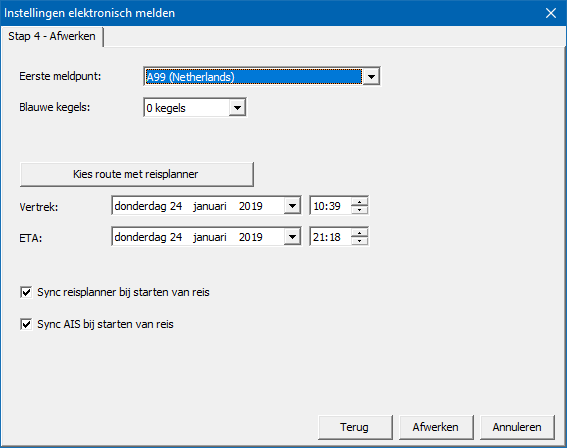 Instellingen elektronisch melden
Stap 4 - Afwerken
Eerste meldpunt: A99 (Netherlands)
Blauwe kegels: 0 kegels
Kies route met reisplanner
Vertrek: donderdag 24 januari 2019 10:39
ETA: donderdag 24 januari 2019 21:18
Sync reisplanner bij starten van reis
Sync AIS bij starten van reis
Terug Afwerken Annuleren